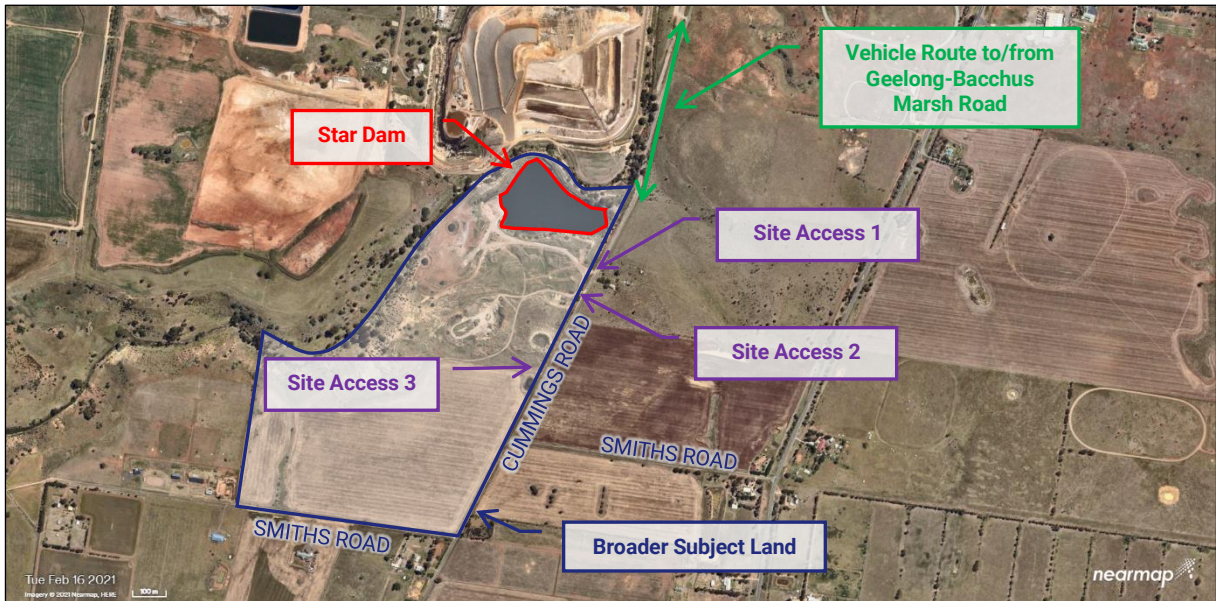 Vehicle Route to/from
Geelong-Bacchus
Marsh Road
Star Dam
Site Access 1
Site Access 2
Site Access 3
CUMMINGS ROAD
SMITHS ROAD
SMITHS ROAD
Broader Subject Land
Tue Feb 16 2021
Imagery © 2021 Nearmap, HERE
100 m
nearmap